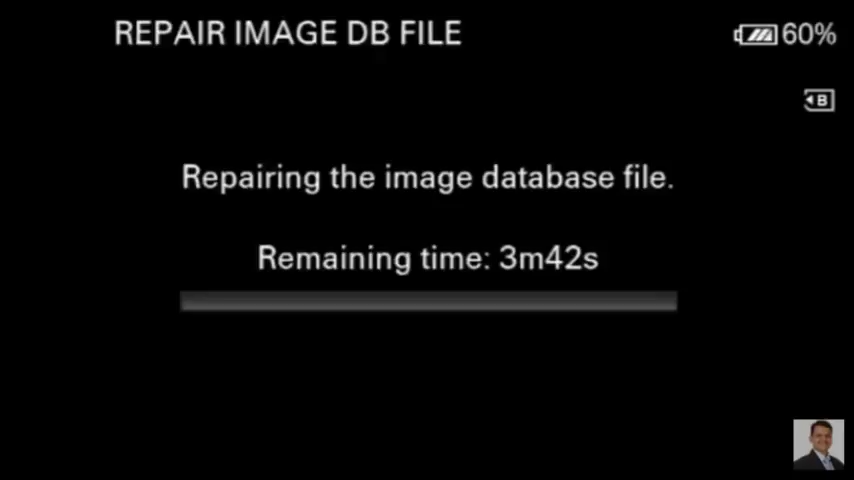 REPAIR IMAGE DB FILE
60%
B
Repairing the image database file.
Remaining time: 3m42s